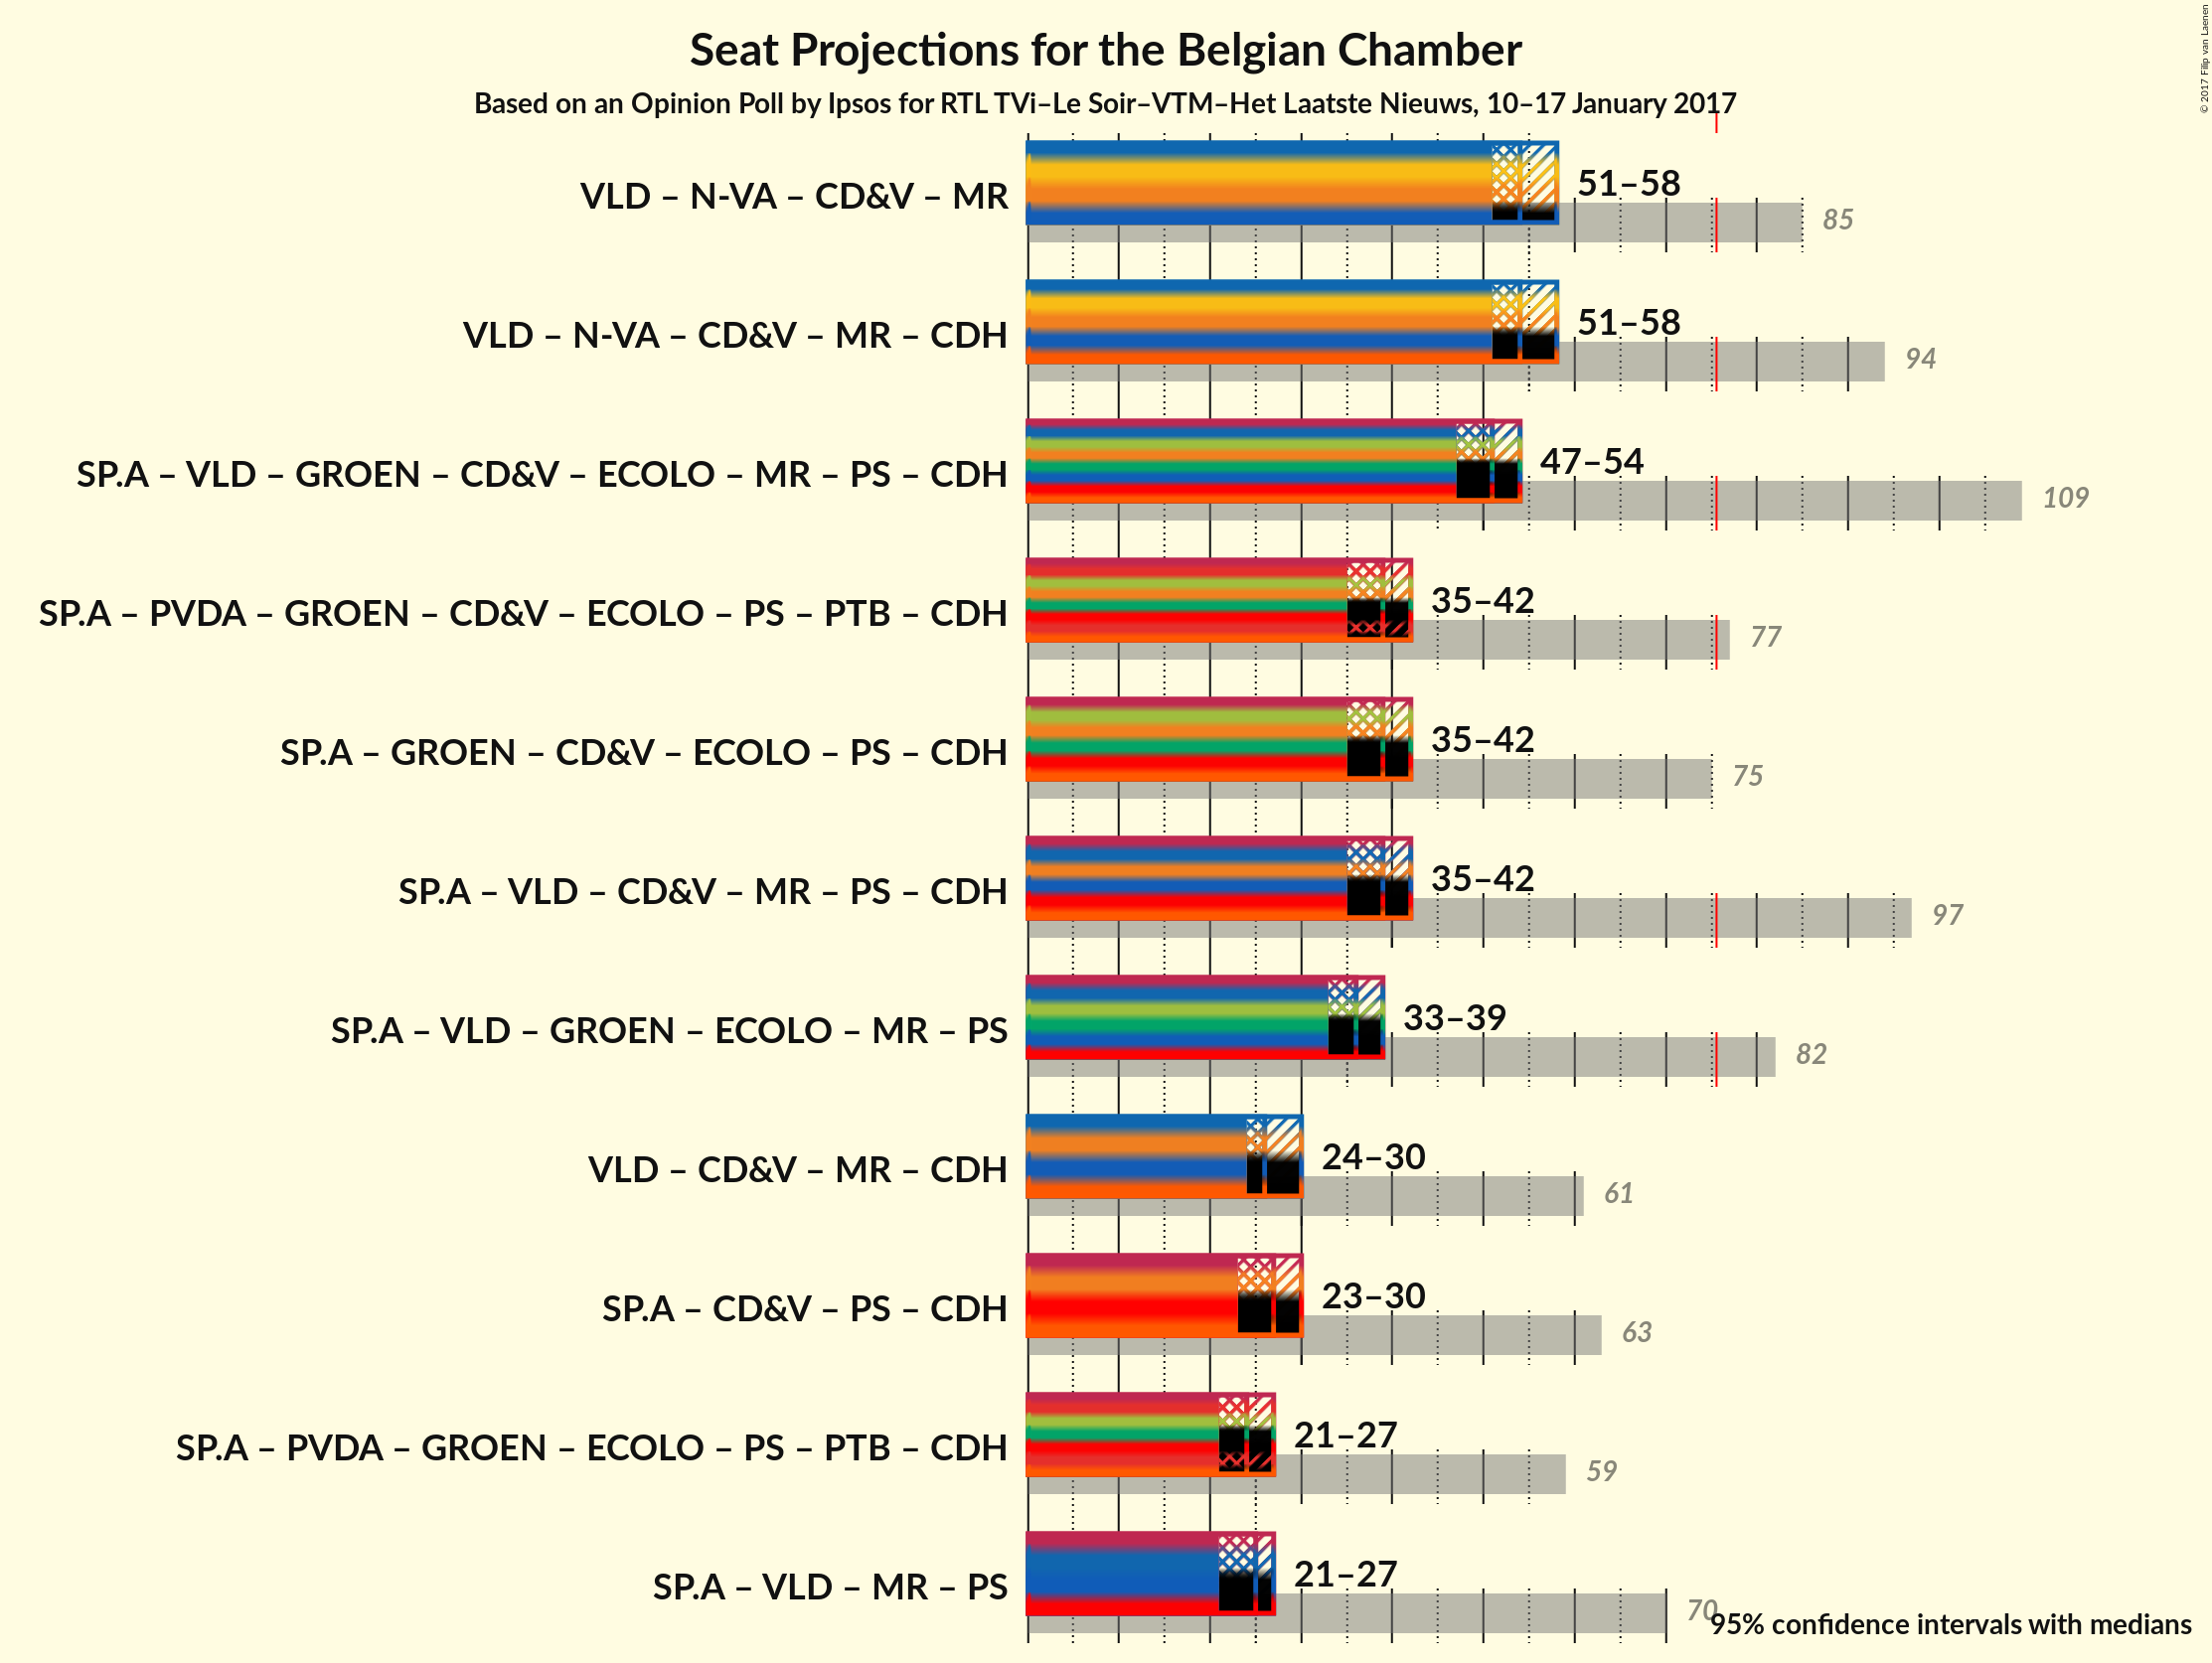 Seat Projections for the Belgian Chamber
Based on an Opinion Poll by Ipsos for RTL TVi–Le Soir–VTM–Het Laatste Nieuws, 10–17 January 2017
© 2017 Filip van Laenen
VLD – N-VA – CD&V – MR
51–58
85
VLD – N-VA – CD&V – MR – CDH
51–58
94
SP.A – VLD – GROEN – CD&V – ECOLO – MR – PS – CDH
47–54
109
SP.A – PVDA – GROEN – CD&V – ECOLO – PS – PTB – CDH
35–42
77
SP.A – GROEN – CD&V – ECOLO – PS – CDH
35–42
75
SP.A – VLD – CD&V – MR – PS – CDH
35–42
97
SP.A – VLD – GROEN – ECOLO – MR – PS
33–39
82
VLD – CD&V – MR – CDH
24–30
61
SP.A – CD&V – PS – CDH
23–30
63
SP.A – PVDA – GROEN – ECOLO – PS – PTB – CDH
21–27
59
SP.A – VLD – MR – PS
21–27
70
95% confidence intervals with medians